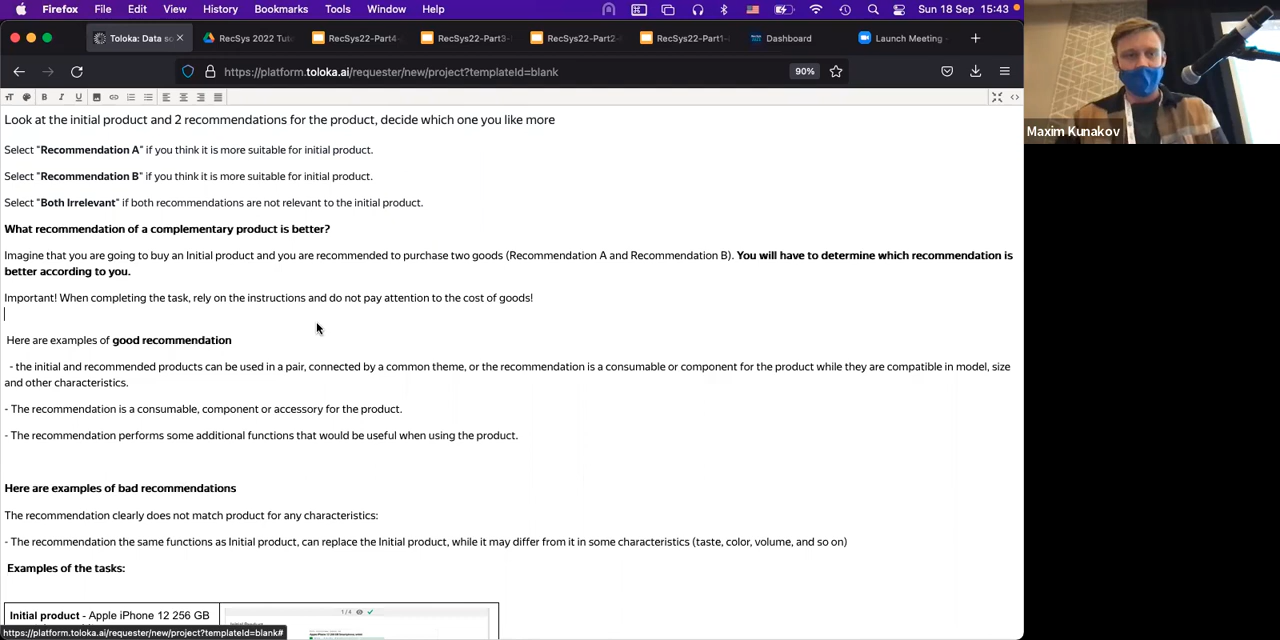 Firefox File Edit View History Bookmarks Tools Window Help Sun 18 Sep 15:43
Toloka: Data so RecSys 2022 Tut RecSys22-Part4- RecSys22-Part3- RecSys22-Part2- RecSys22-Part1- Dashboard Launch Meeting -
https://platform.toloka.ai/requester/new/project?templateId=blank 90%
Look at the initial product and 2 recommendations for the product, decide which one you like more
Select "Recommendation A" if you think it is more suitable for initial product.
Select "Recommendation B" if you think it is more suitable for initial product.
Select "Both Irrelevant" if both recommendations are not relevant to the initial product.
What recommendation of a complementary product is better?
Imagine that you are going to buy an Initial product and you are recommended to purchase two goods (Recommendation A and Recommendation B). You will have to determine which recommendation is
better according to you.
Important! When completing the task, rely on the instructions and do not pay attention to the cost of goods!
Here are examples of good recommendation
- the initial and recommended products can be used in a pair, connected by a common theme, or the recommendation is a consumable or component for the product while they are compatible in model, size
and other characteristics.
- The recommendation is a consumable, component or accessory for the product.
- The recommendation performs some additional functions that would be useful when using the product.
Here are examples of bad recommendations
The recommendation clearly does not match product for any characteristics:
- The recommendation the same functions as Initial product, can replace the Initial product, while it may differ from it in some characteristics (taste, color, volume, and so on)
Examples of the tasks:
Initial product - Apple iPhone 12 256 GB
1/4
https://platform.toloka.ai/requester/new/project?templateId=blank#
Maxim Kunakov